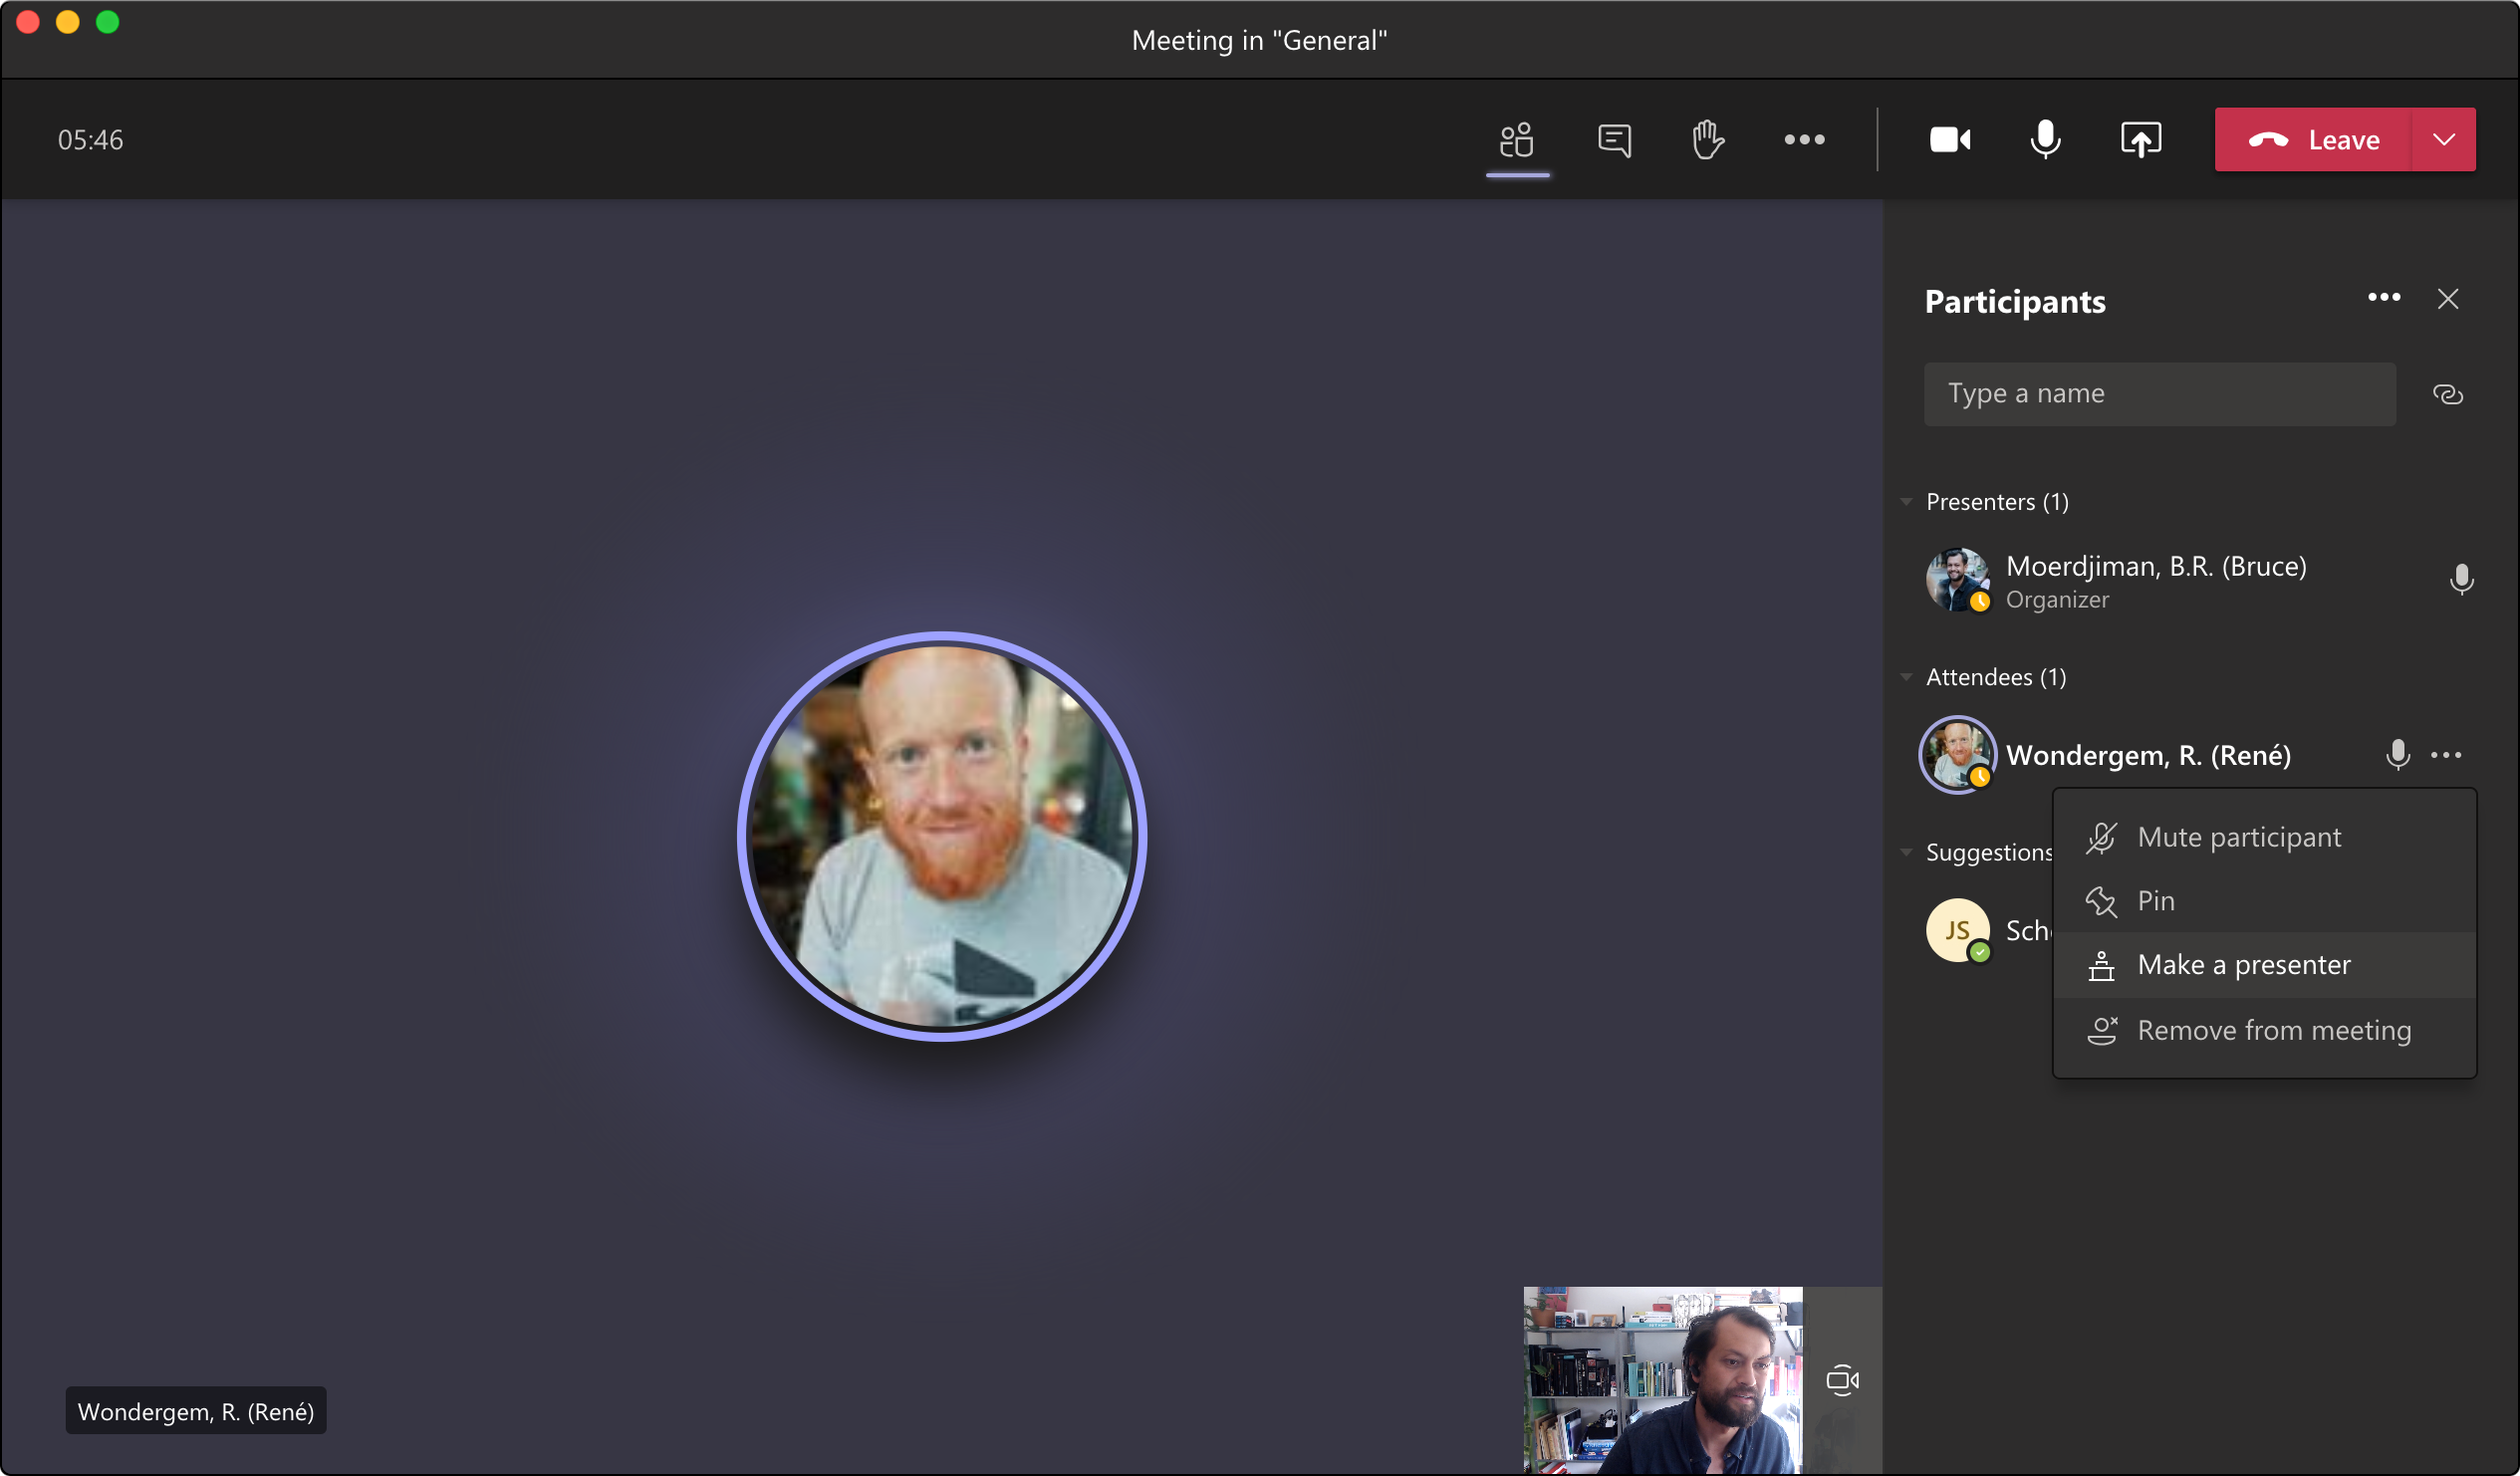 Meeting in "General"
05:46
Leave
Participants
Type a name
Presenters (1)
Moerdjiman, B.R. (Bruce)
Organizer
Attendees (1)
Wondergem, R. (René)
Mute participant
Suggestions
Pin
JS
Make a presenter
Remove from meeting
Wondergem, R. (René)